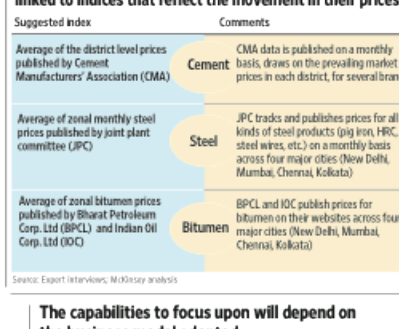 linked to indices that reflect the movement in their prices
Suggested index
Comments
Average of the district level prices
published by Cement
Manufacturers' Association (CMA)
Cement
CMA data is published on a monthly
basis, draws on the prevailing market
prices in each district, for several bran
Average of zonal monthly steel
prices published by joint plant
committee (JPC)
Steel
JPC tracks and publishes prices for all
kinds of steel products (pig iron, HRC,
steel wires, etc.) on a monthly basis
across four major cities (New Delhi,
Mumbai, Chennai, Kolkata)
Average of zonal bitumen prices
published by Bharat Petroleum
Corp. Ltd (BPCL) and Indian Oil
Corp. Ltd (IOC)
Bitumen
BPCL and IOC publish prices for
bitumen on their websites across four
major cities (New Delhi, Mumbai,
Chennai, Kolkata)
Source: Expert interviews; McKinsey analysis
The capabilities to focus upon will depend on
the business model adopted